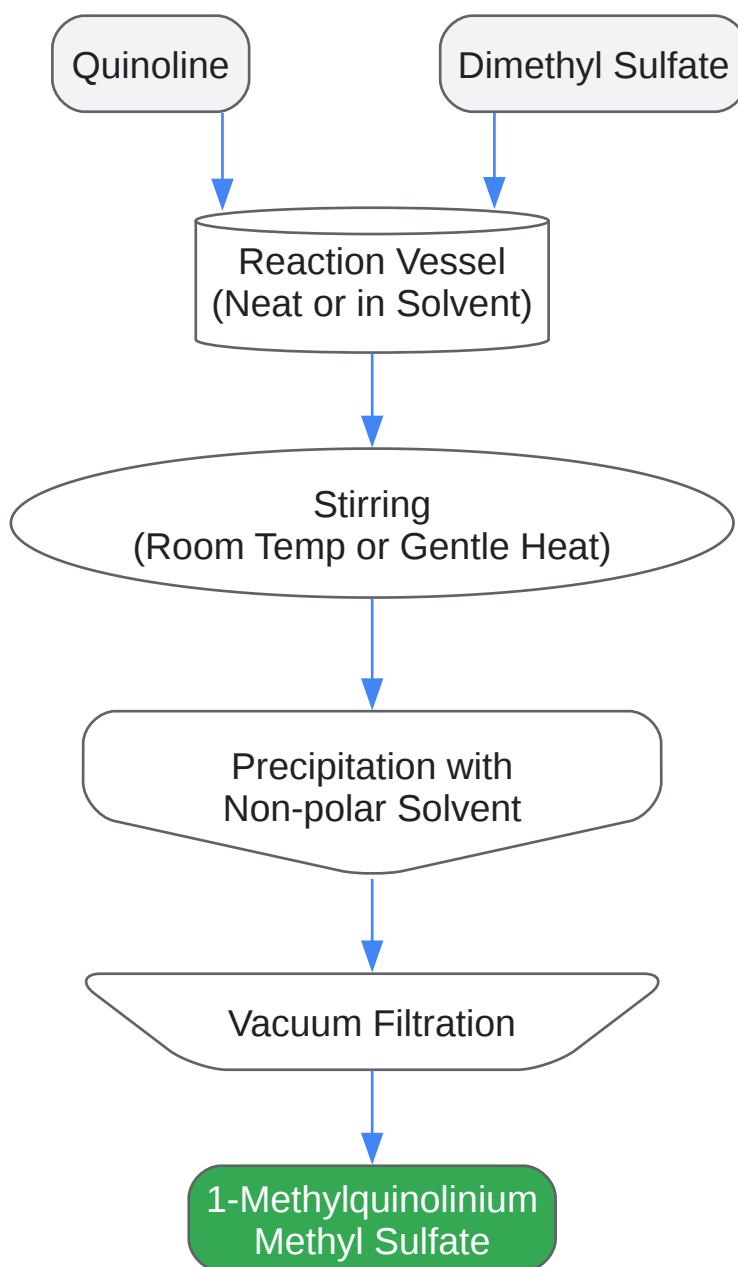 Quinoline
Dimethyl Sulfate
Reaction Vessel
(Neat or in Solvent)
Stirring
(Room Temp or Gentle Heat)
Precipitation with
Non-polar Solvent
Vacuum Filtration
1-Methylquinolinium
Methyl Sulfate